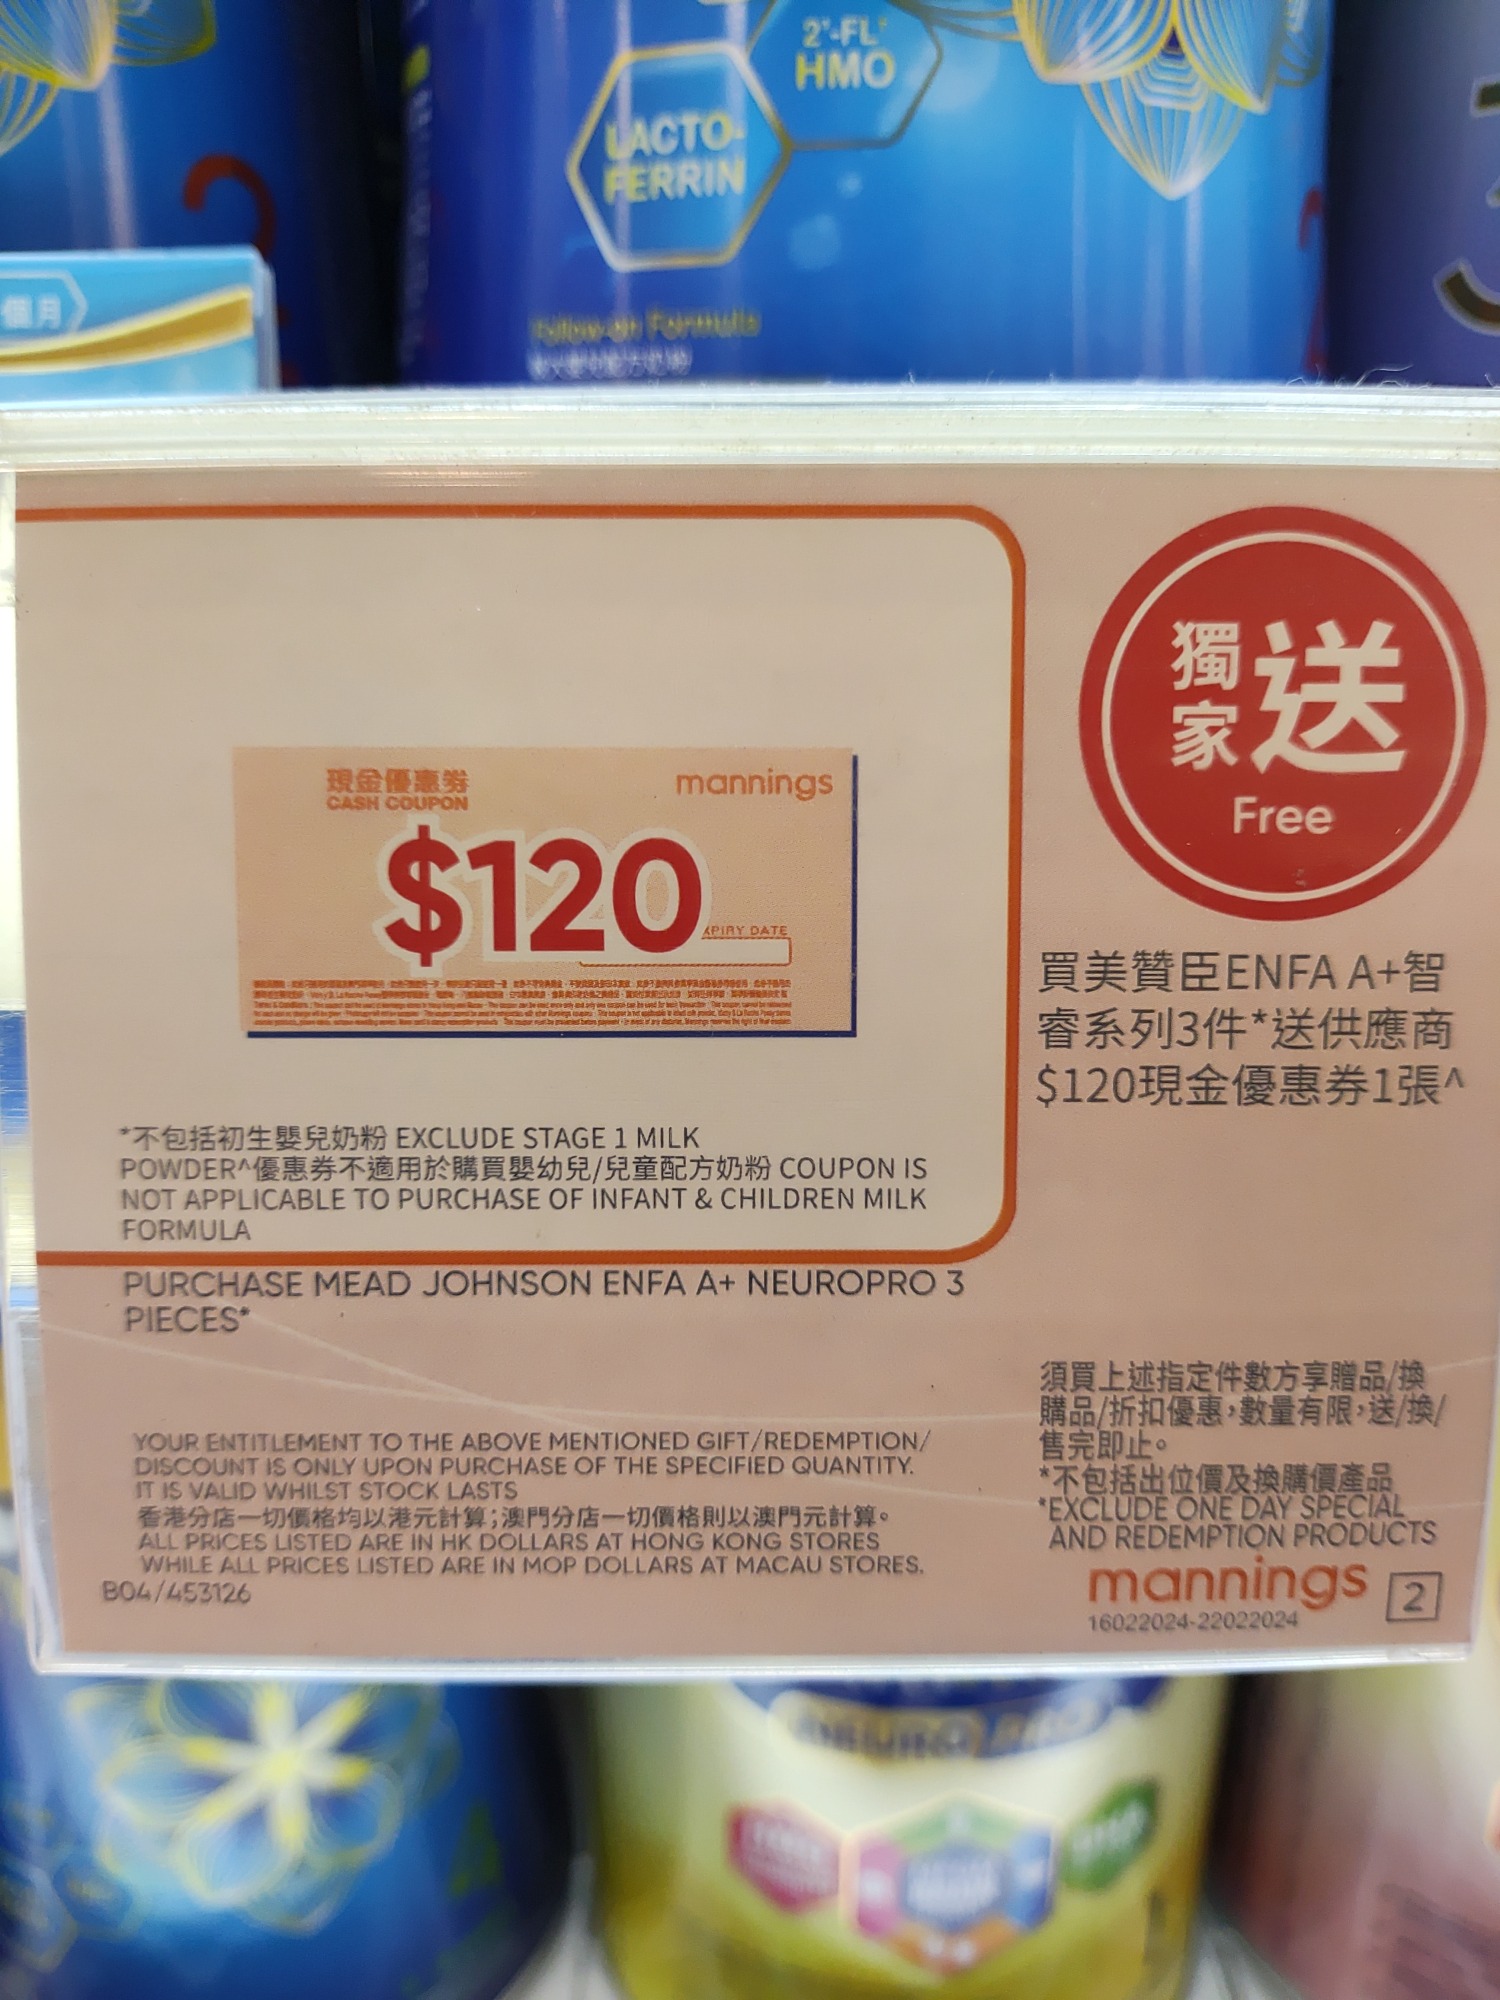 2'-FL
HMO
LACTO-
FERRIN
個月
Follow-on Formula
獨家送
Free
現金優惠券
CASH COUPON
mannings
$120
EXPIRY DATE
買美贊臣ENFA A+智
睿系列3件*送供應商
$120現金優惠券1張^
*不包括初生嬰兒奶粉 EXCLUDE STAGE 1 MILK
POWDER^優惠券不適用於購買嬰幼兒/兒童配方奶粉 COUPON IS
NOT APPLICABLE TO PURCHASE OF INFANT & CHILDREN MILK
FORMULA
PURCHASE MEAD JOHNSON ENFA A+ NEUROPRO 3
PIECES*
YOUR ENTITLEMENT TO THE ABOVE MENTIONED GIFT/REDEMPTION/
DISCOUNT IS ONLY UPON PURCHASE OF THE SPECIFIED QUANTITY.
IT IS VALID WHILST STOCK LASTS
香港分店一切價格均以港元計算;澳門分店一切價格則以澳門元計算。
ALL PRICES LISTED ARE IN HK DOLLARS AT HONG KONG STORES
WHILE ALL PRICES LISTED ARE IN MOP DOLLARS AT MACAU STORES.
B04/453126
須買上述指定件數方享贈品/換
購品/折扣優惠,數量有限,送/換/
售完即止。
*不包括出位價及換購價產品
*EXCLUDE ONE DAY SPECIAL
AND REDEMPTION PRODUCTS
mannings
2
16022024-22022024